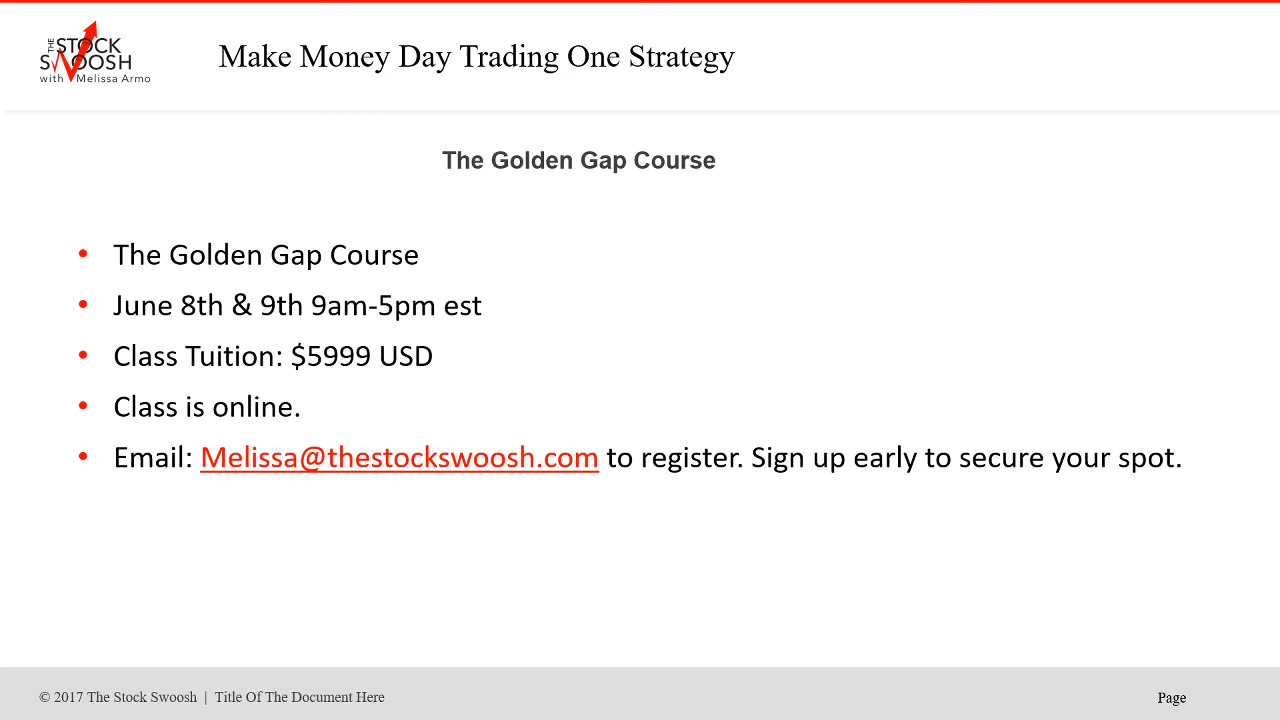 THE STOCK
SWOOSH
with Melissa Armo
Make Money Day Trading One Strategy
The Golden Gap Course
• The Golden Gap Course
• June 8th & 9th 9am-5pm est
• Class Tuition: $5999 USD
• Class is online.
• Email: Melissa@thestockswoosh.com to register. Sign up early to secure your spot.
© 2017 The Stock Swoosh | Title Of The Document Here
Page